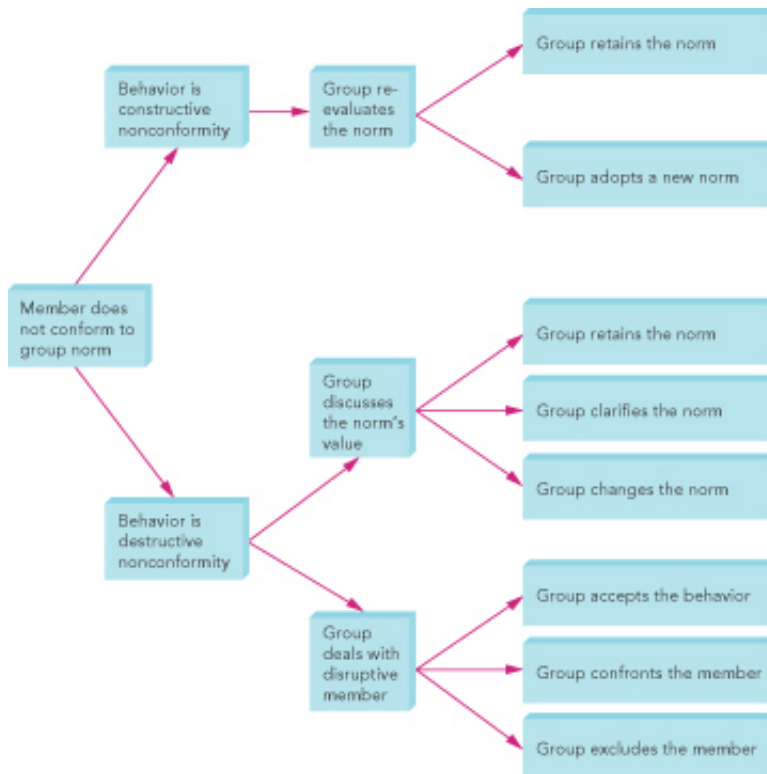 Behavior is
constructive
nonconformity
Group re-
evaluates
the norm
Group retains the norm
Group adopts a new norm
Member does
not conform to
group norm
Group
discusses
the norm's
value
Group retains the norm
Group clarifies the norm
Group changes the norm
Behavior is
destructive
nonconformity
Group
deals with
disruptive
member
Group accepts the behavior
Group confronts the member
Group excludes the member